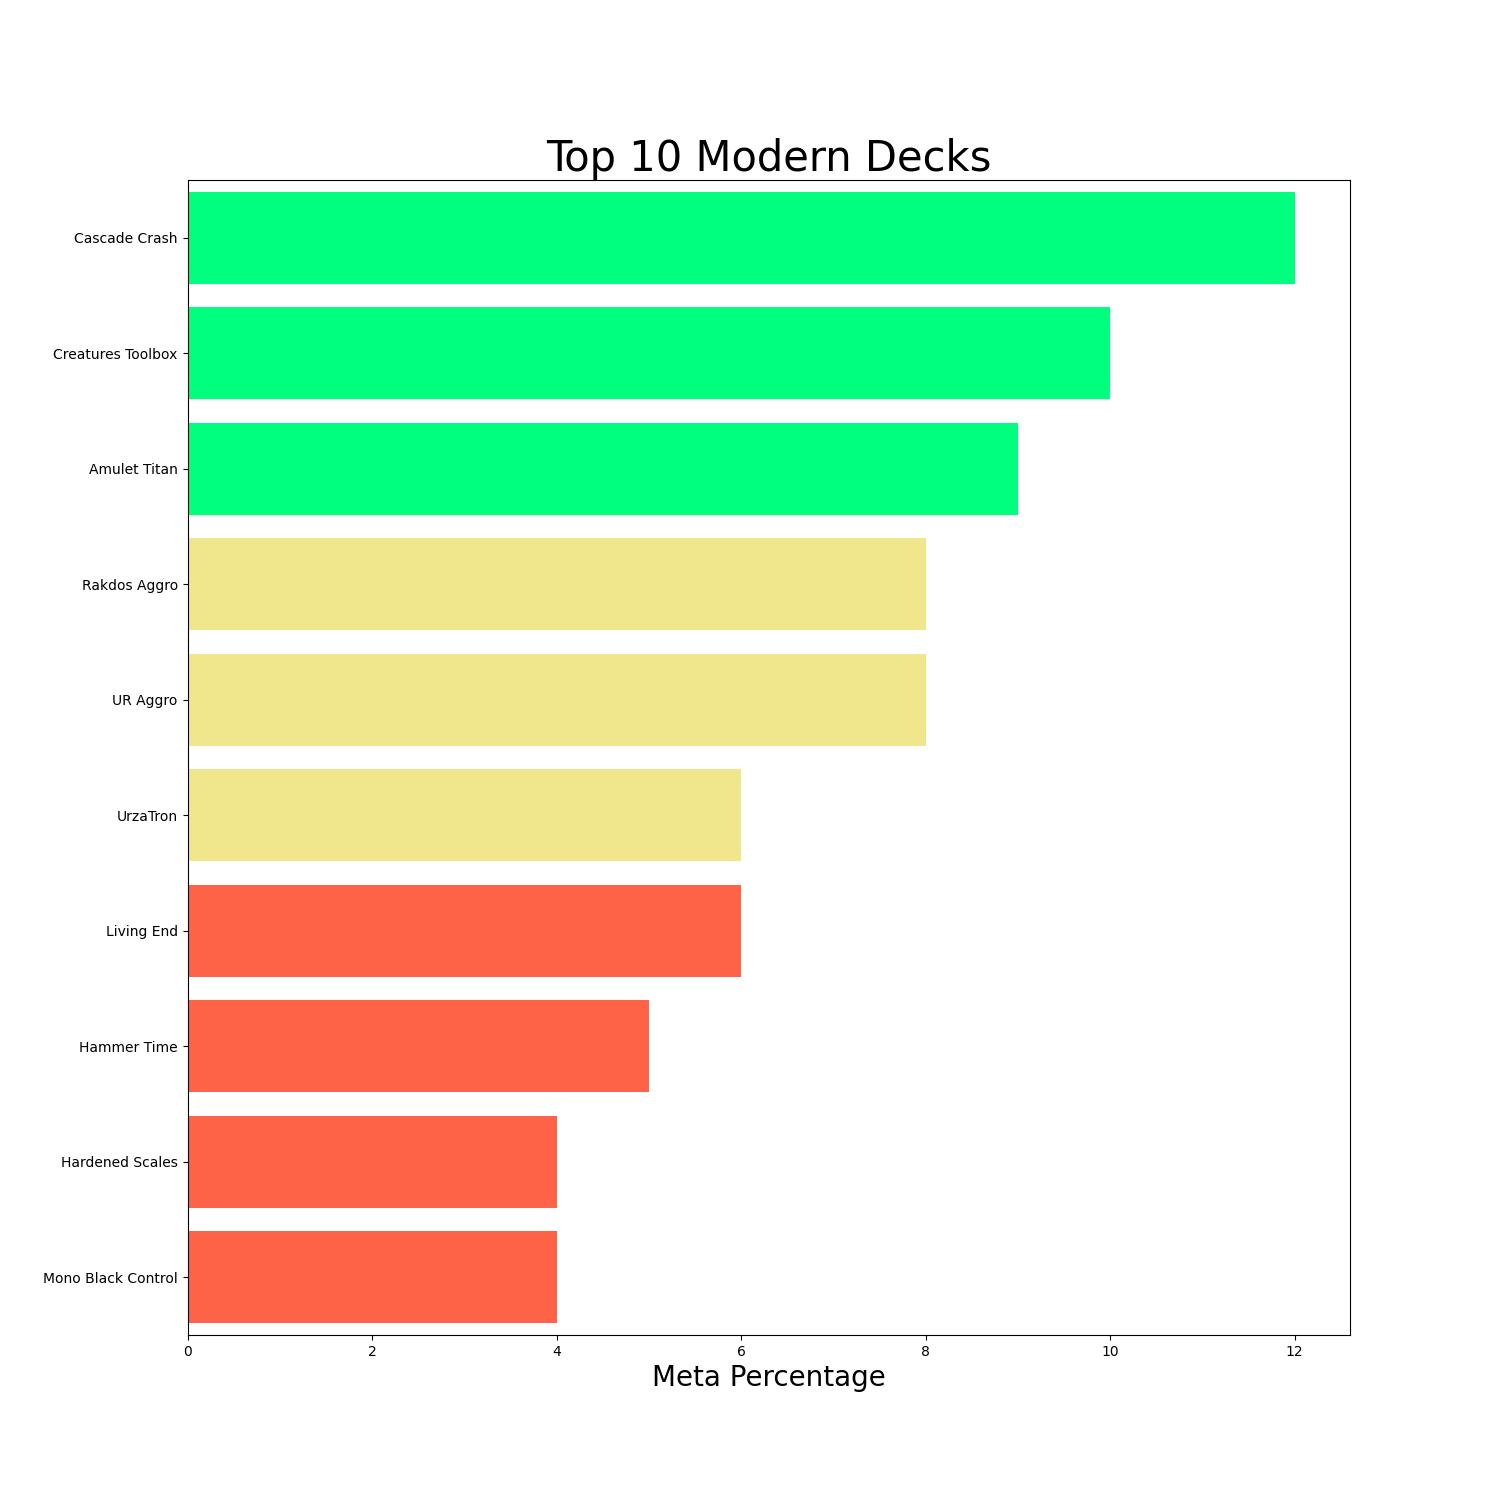 Top 10 Modern Decks
Cascade Crash
Creatures Toolbox
Amulet Titan
Rakdos Aggro
UR Aggro
UrzaTron
Living End
Hammer Time
Hardened Scales
Mono Black Control
0 2 4 6 8 10 12
Meta Percentage